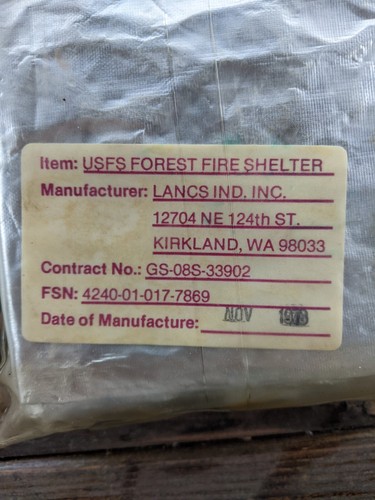 Item: USFS FOREST FIRE SHELTER
Manufacturer: LANCS IND. INC.
12704 NE 124th ST.
KIRKLAND, WA 98033
Contract No.: GS-08S-33902
FSN: 4240-01-017-7869
Date of Manufacture: NOV